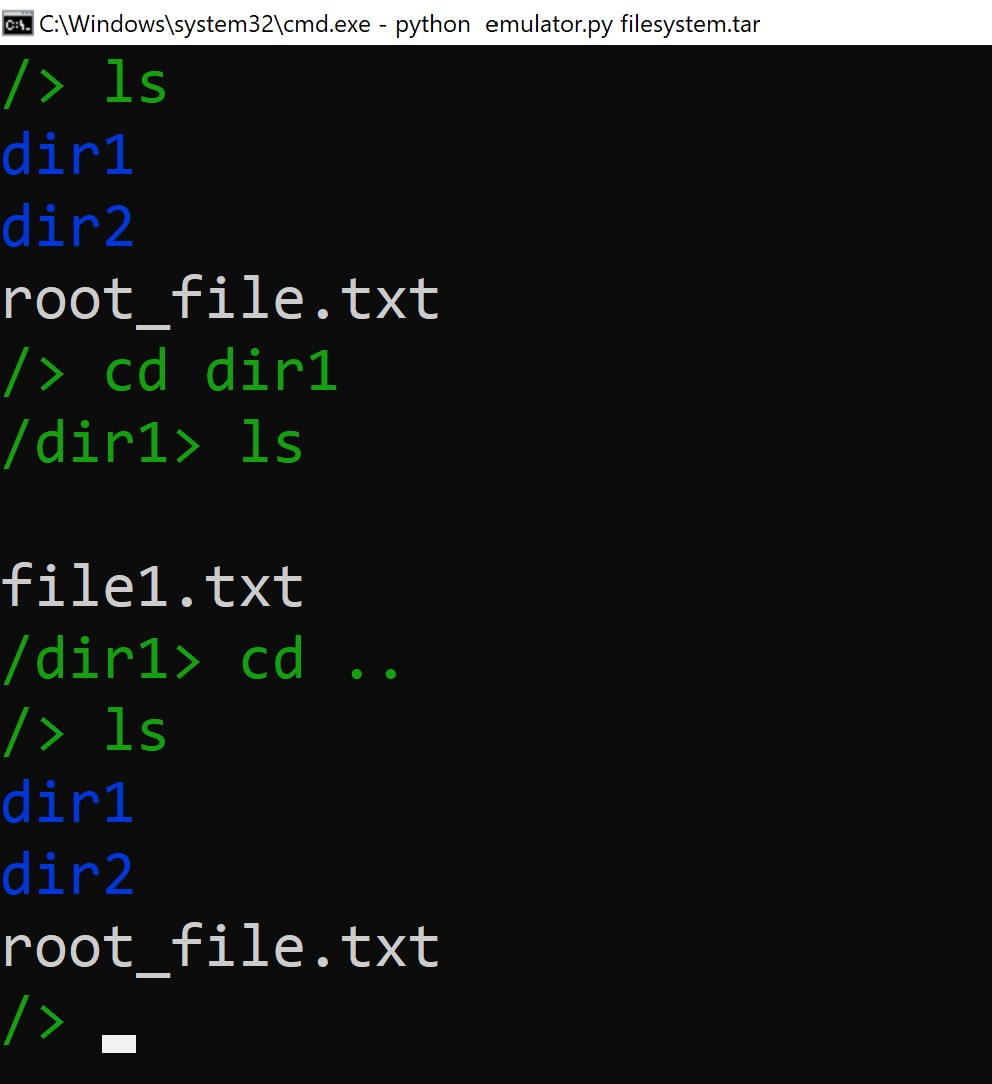 C:\Windows\system32\cmd.exe - python  emulator.py filesystem.tar
/> ls
dir1
dir2
root_file.txt
/> cd dir1
/dir1> ls

file1.txt
/dir1> cd ..
/> ls
dir1
dir2
root_file.txt
/>